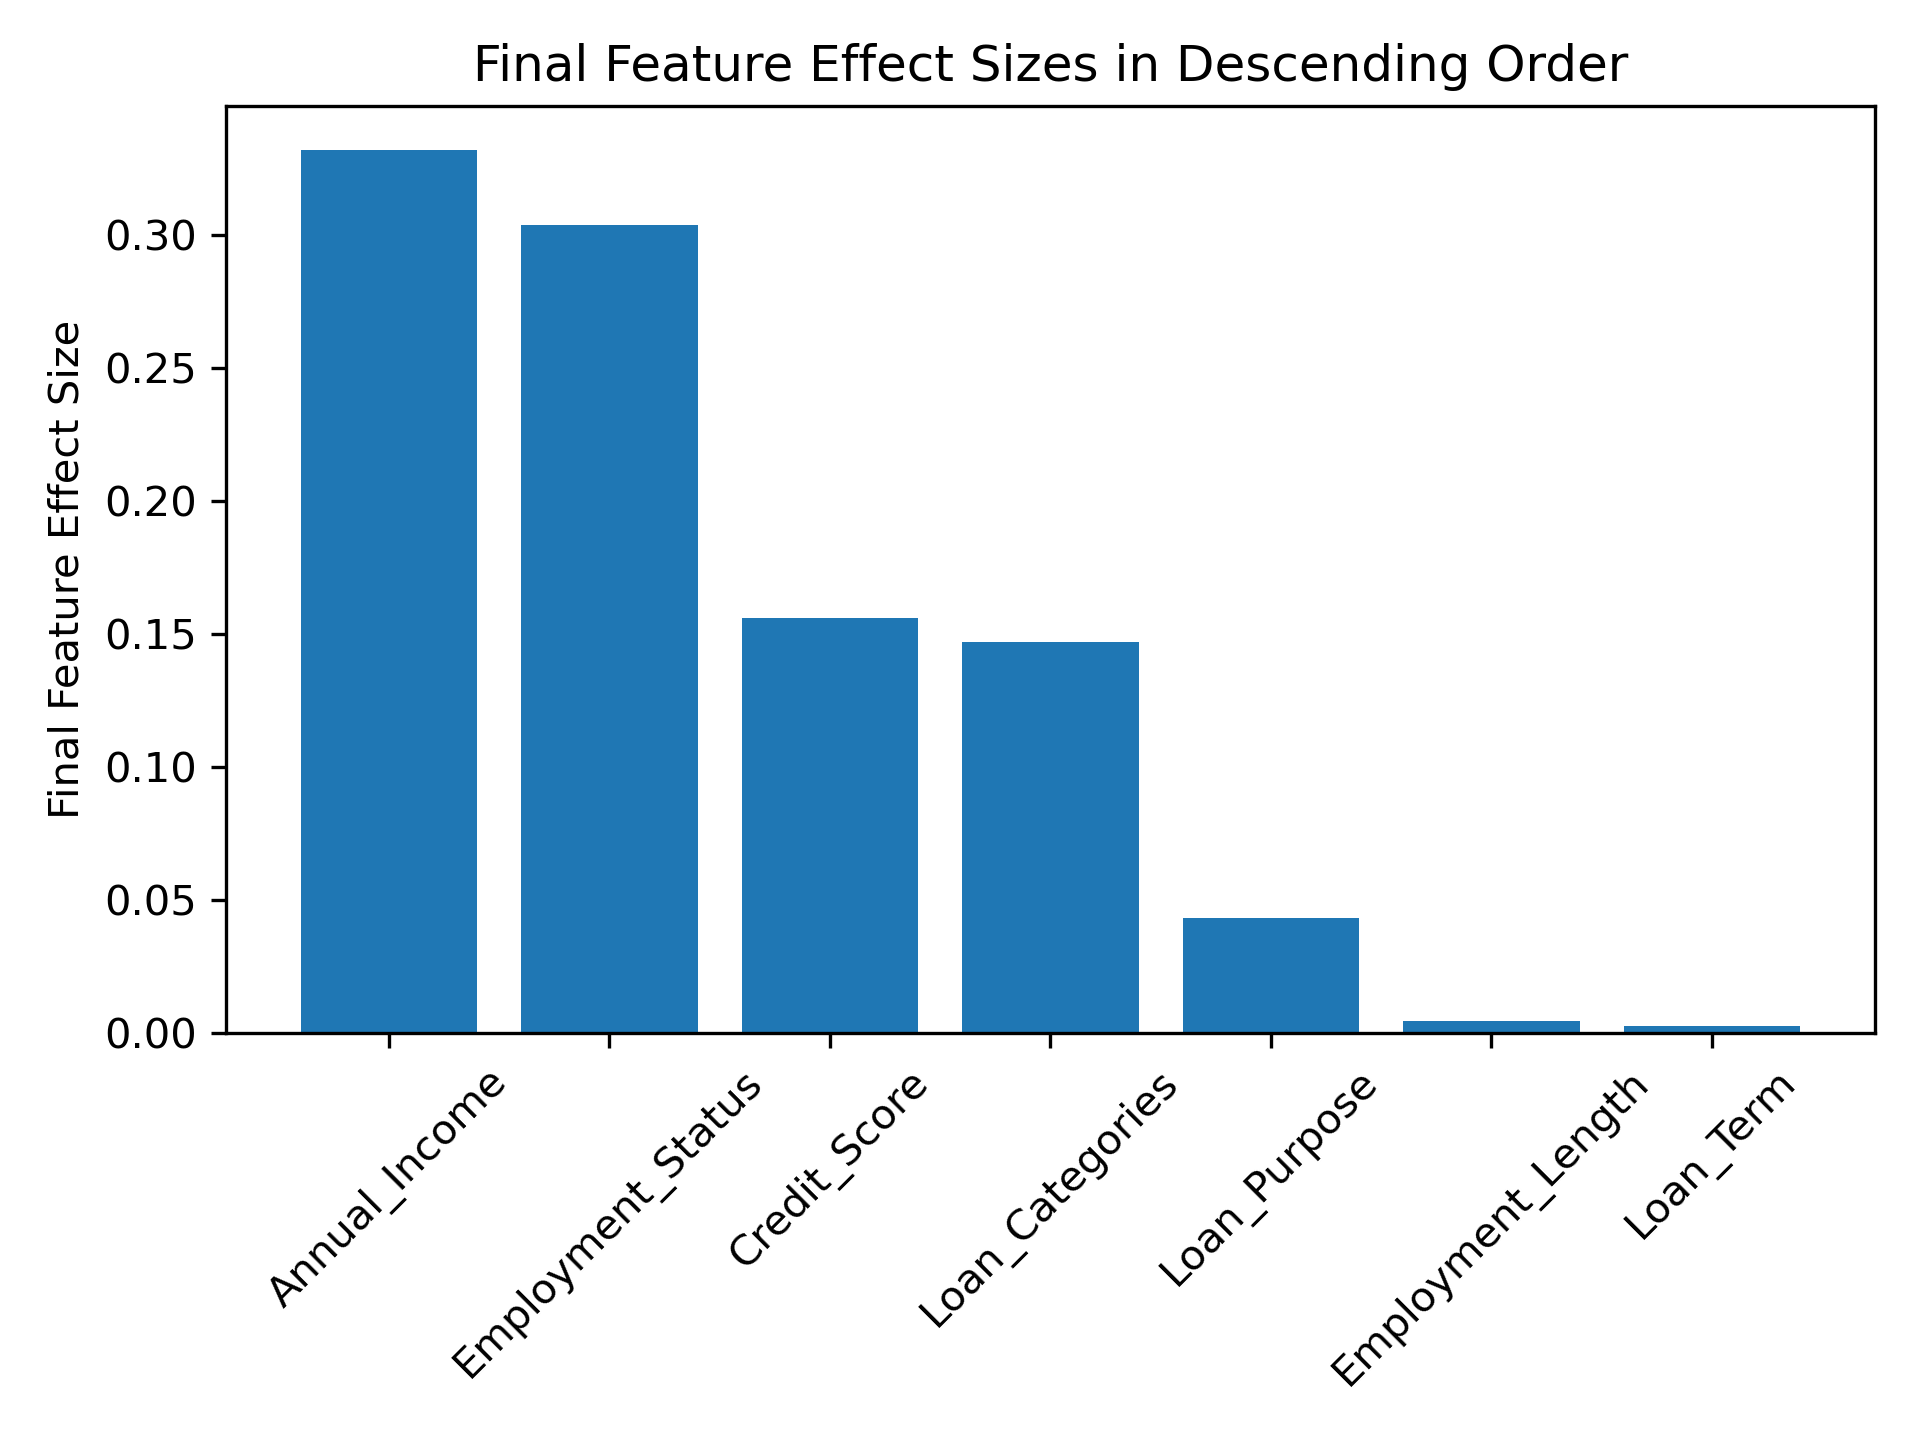 Final Feature Effect Sizes in Descending Order
Final Feature Effect Size
0.30
0.25
0.20
0.15
0.10
0.05
0.00
Annual_Income
Employment_Status
Credit_Score
Loan_Categories
Loan_Purpose
Employment_Length
Loan_Term